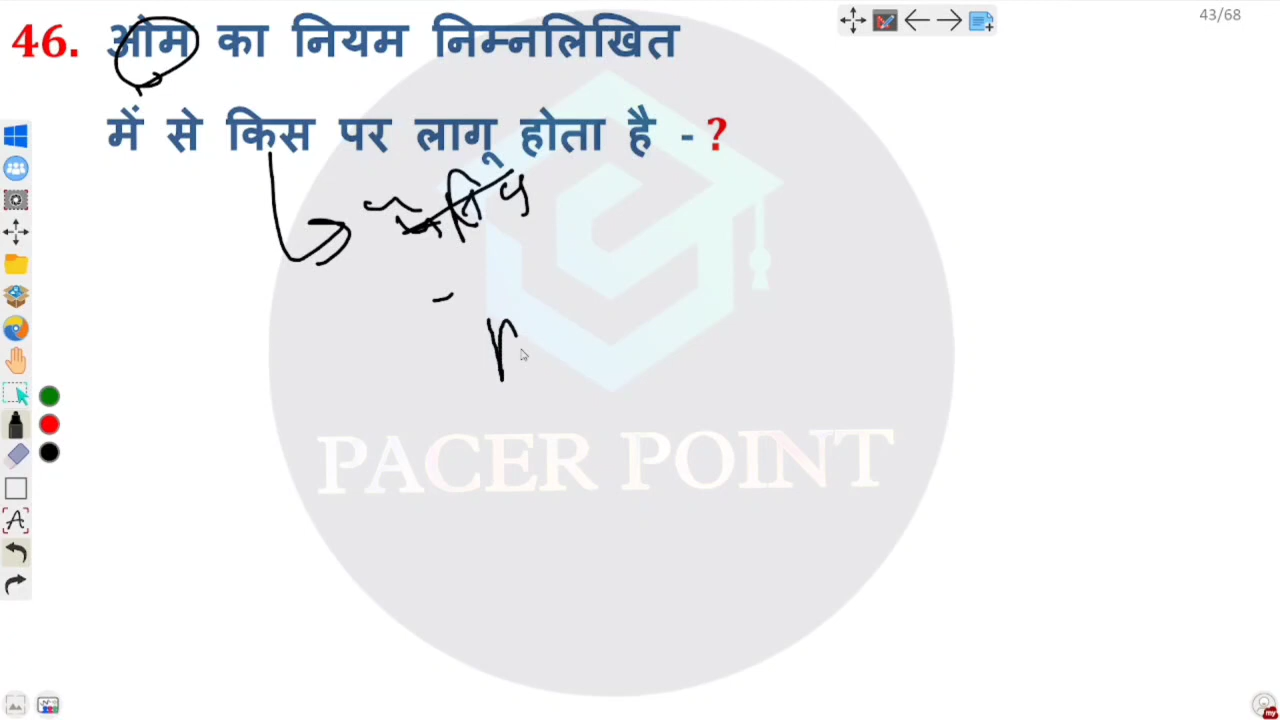 43/68
46. ओम का नियम निम्नलिखित
में से किस पर लागू होता है - ?
PACER POINT